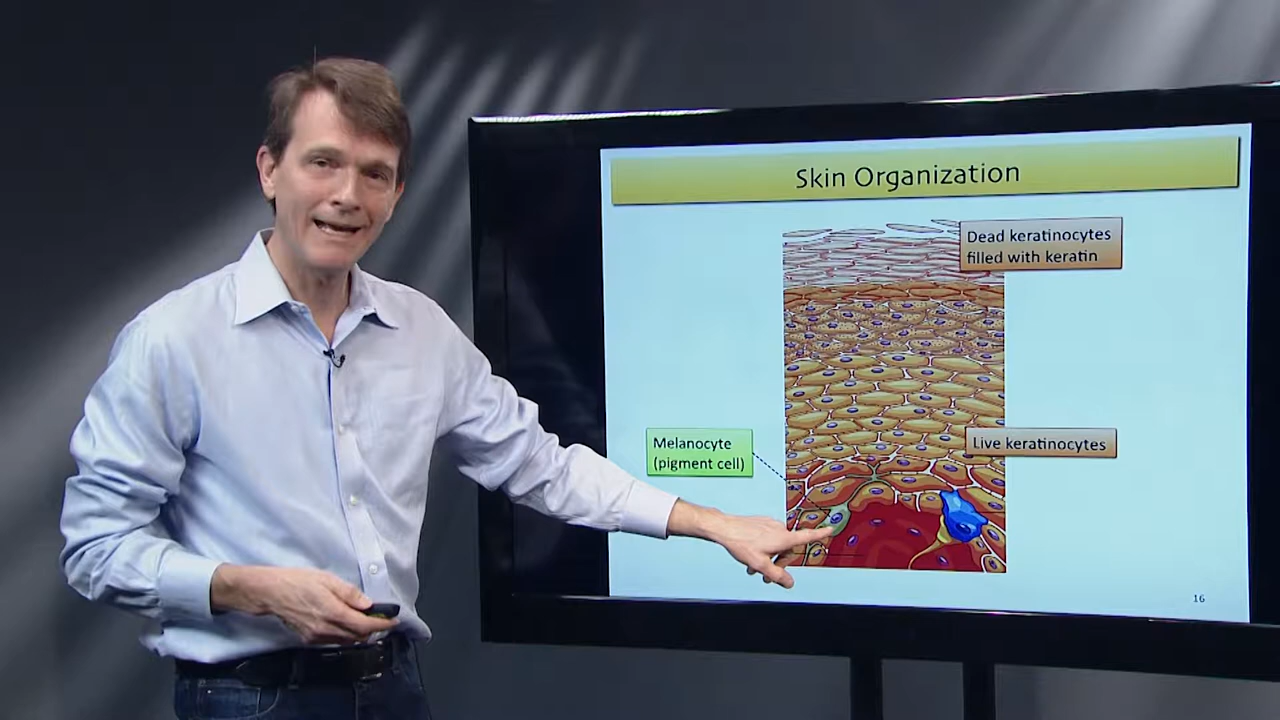 Skin Organization
Dead keratinocytes
filled with keratin
Melanocyte
(pigment cell)
Live keratinocytes
16